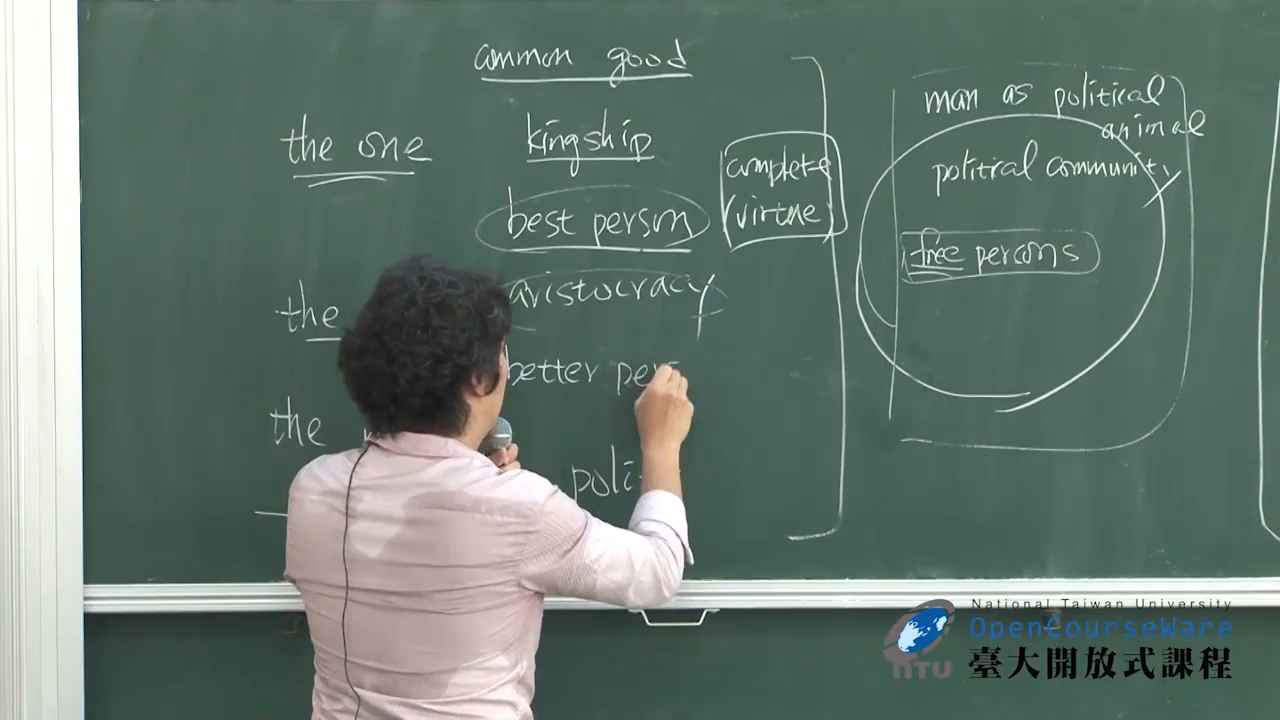 common good
the one kingship
best person
complete
virtue
the aristocracy
better pers
the
poli
man as political
animal
political community
free persons
National Taiwan University
OpenCourseWare
NTU
臺大開放式課程